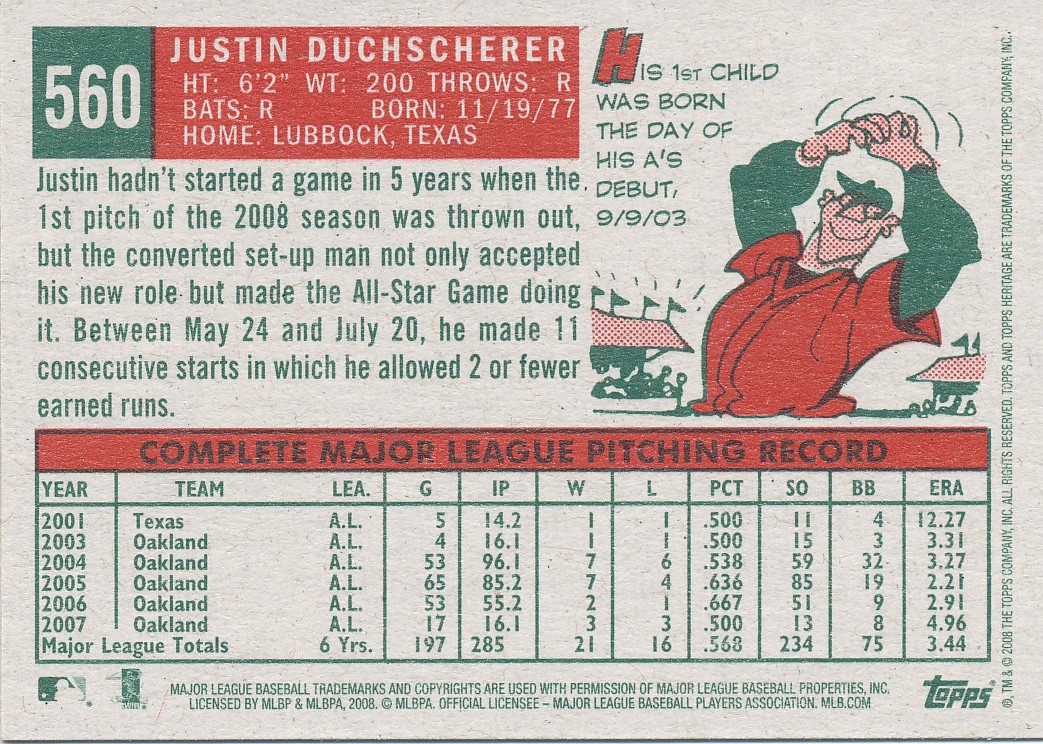 560
JUSTIN DUCHSCHERER
HT: 6'2" WT: 200 THROWS: R
BATS: R BORN: 11/19/77
HOME: LUBBOCK, TEXAS
Justin hadn't started a game in 5 years when the
1st pitch of the 2008 season was thrown out,
but the converted set-up man not only accepted
his new role but made the All-Star Game doing
it. Between May 24 and July 20, he made 11
consecutive starts in which he allowed 2 or fewer
earned runs.
HIS 1ST CHILD
WAS BORN
THE DAY OF
HIS A'S
DEBUT,
9/9/03
COMPLETE MAJOR LEAGUE PITCHING RECORD
YEAR TEAM LEA. G IP W L PCT SO BB ERA
2001 Texas A.L. 5 14.2 1 1 .500 11 4 12.27
2003 Oakland A.L. 4 16.1 1 1 .500 15 3 3.31
2004 Oakland A.L. 53 96.1 7 6 .538 59 32 3.27
2005 Oakland A.L. 65 85.2 7 4 .636 85 19 2.21
2006 Oakland A.L. 53 55.2 2 1 .667 51 9 2.91
2007 Oakland A.L. 17 16.1 3 3 .500 13 8 4.96
Major League Totals 6 Yrs. 197 285 21 16 .568 234 75 3.44
MAJOR LEAGUE BASEBALL TRADEMARKS AND COPYRIGHTS ARE USED WITH PERMISSION OF MAJOR LEAGUE BASEBALL PROPERTIES, INC.
LICENSED BY MLBP & MLBPA, 2008. © MLBPA. OFFICIAL LICENSEE – MAJOR LEAGUE BASEBALL PLAYERS ASSOCIATION. MLB.COM
TOPPS
®, TM & © 2008 THE TOPPS COMPANY, INC. ALL RIGHTS RESERVED. TOPPS AND TOPPS HERITAGE ARE TRADEMARKS OF THE TOPPS COMPANY, INC.